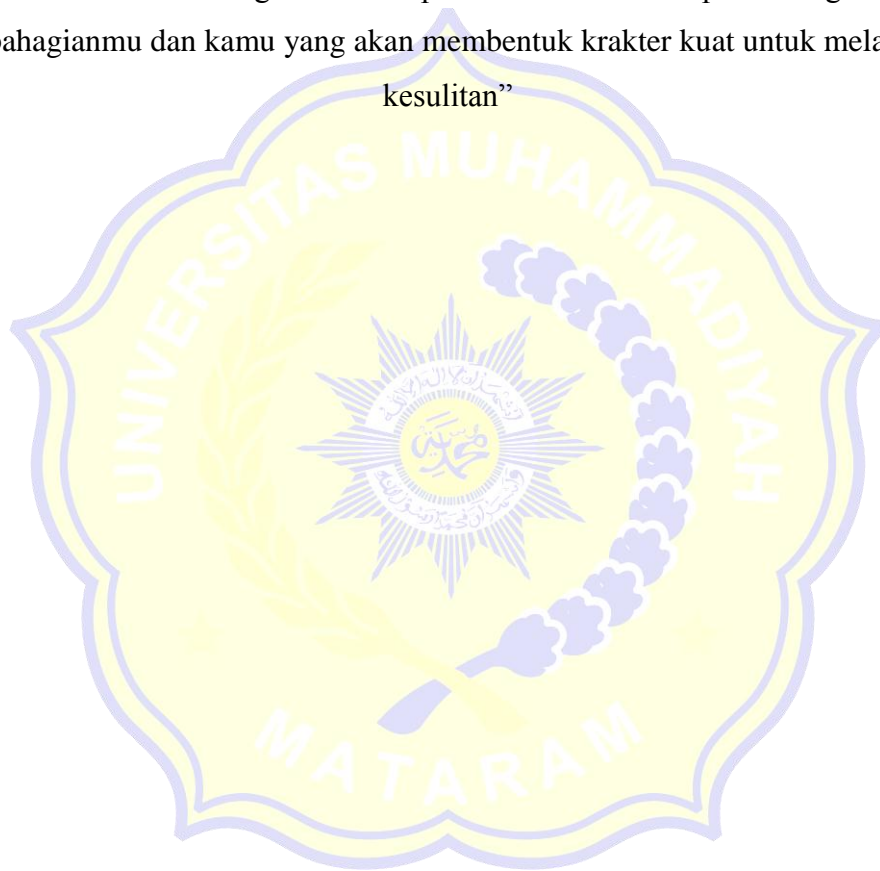 bahagianmu dan kamu yang akan membentuk krakter kuat untuk mela
kesulitan”
UNIVERSITAS MUHAMMADIYAH
MATARAM